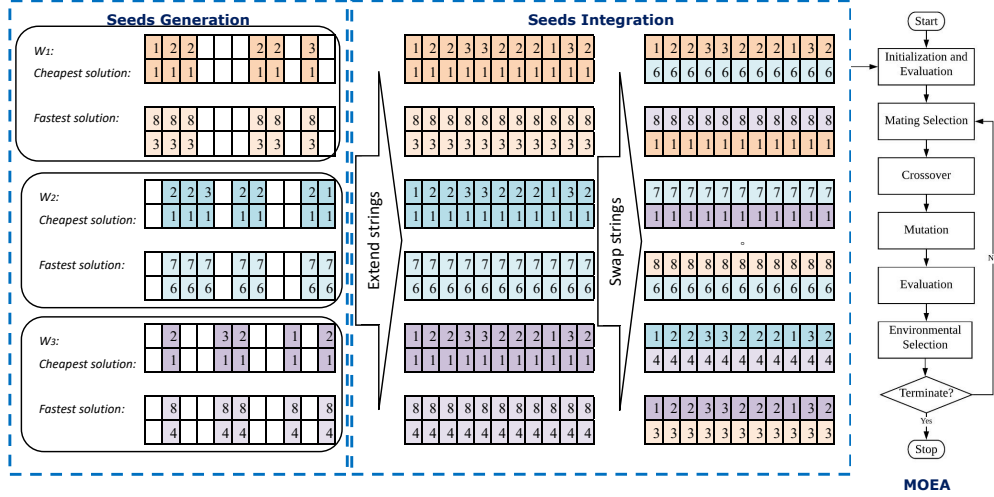 Seeds Generation
W1: 1 2 2 2 2 3
Cheapest solution: 1 1 1 1 1 1
Fastest solution: 8 8 8 8 8 8
3 3 3 3 3 3
W2: 2 2 3 2 2 2 1
Cheapest solution: 1 1 1 1 1 1 1
Fastest solution: 7 7 7 7 7 7 7
6 6 6 6 6 6 6
W3: 2 3 2 1 2
Cheapest solution: 1 1 1 1 1
Fastest solution: 8 8 8 8 8
4 4 4 4 4
Extend strings
Seeds Integration
1 2 2 3 3 2 2 2 1 3 2
1 1 1 1 1 1 1 1 1 1 1
8 8 8 8 8 8 8 8 8 8 8
3 3 3 3 3 3 3 3 3 3 3
1 2 2 3 3 2 2 2 1 3 2
1 1 1 1 1 1 1 1 1 1 1
7 7 7 7 7 7 7 7 7 7 7
6 6 6 6 6 6 6 6 6 6 6
1 2 2 3 3 2 2 2 1 3 2
1 1 1 1 1 1 1 1 1 1 1
8 8 8 8 8 8 8 8 8 8 8
4 4 4 4 4 4 4 4 4 4 4
Swap strings
1 2 2 3 3 2 2 2 1 3 2
6 6 6 6 6 6 6 6 6 6 6
8 8 8 8 8 8 8 8 8 8 8
1 1 1 1 1 1 1 1 1 1 1
7 7 7 7 7 7 7 7 7 7 7
1 1 1 1 1 1 1 1 1 1 1
。
8 8 8 8 8 8 8 8 8 8 8
6 6 6 6 6 6 6 6 6 6 6
1 2 2 3 3 2 2 2 1 3 2
4 4 4 4 4 4 4 4 4 4 4
1 2 2 3 3 2 2 2 1 3 2
3 3 3 3 3 3 3 3 3 3 3
Start
Initialization and
Evaluation
Mating Selection
Crossover
Mutation
N
Evaluation
Environmental
Selection
Terminate?
Yes
Stop
MOEA